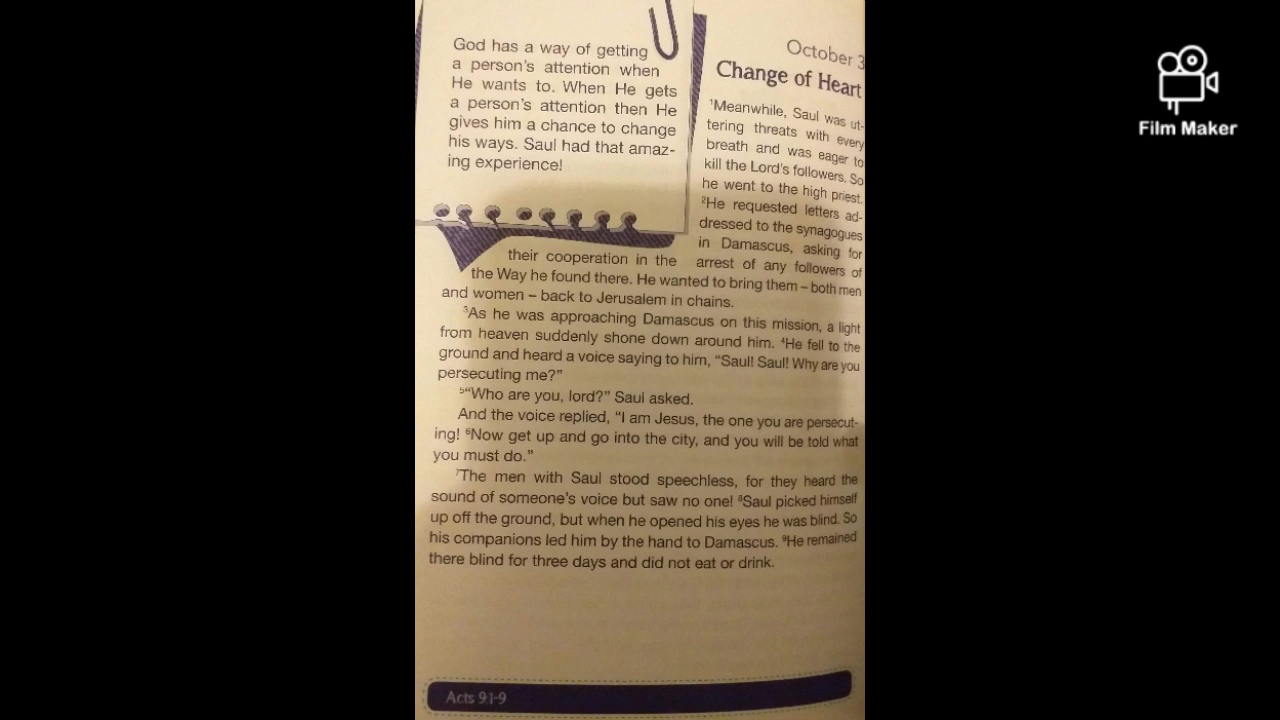 God has a way of getting
a person's attention when
He wants to. When He gets
a person's attention then He
gives him a chance to change
his ways. Saul had that amaz-
ing experience!
October 3
Change of Heart
¹Meanwhile, Saul was ut-
tering threats with every
breath and was eager to
kill the Lord's followers. So
he went to the high priest.
²He requested letters ad-
dressed to the synagogues
in Damascus, asking for
their cooperation in the arrest of any followers of
the Way he found there. He wanted to bring them – both men
and women – back to Jerusalem in chains.
³As he was approaching Damascus on this mission, a light
from heaven suddenly shone down around him. ⁴He fell to the
ground and heard a voice saying to him, “Saul! Saul! Why are you
persecuting me?”
⁵“Who are you, lord?” Saul asked.
And the voice replied, “I am Jesus, the one you are persecut-
ing! ⁶Now get up and go into the city, and you will be told what
you must do.”
⁷The men with Saul stood speechless, for they heard the
sound of someone's voice but saw no one! ⁸Saul picked himself
up off the ground, but when he opened his eyes he was blind. So
his companions led him by the hand to Damascus. ⁹He remained
there blind for three days and did not eat or drink.
Acts 9:1-9
Film Maker